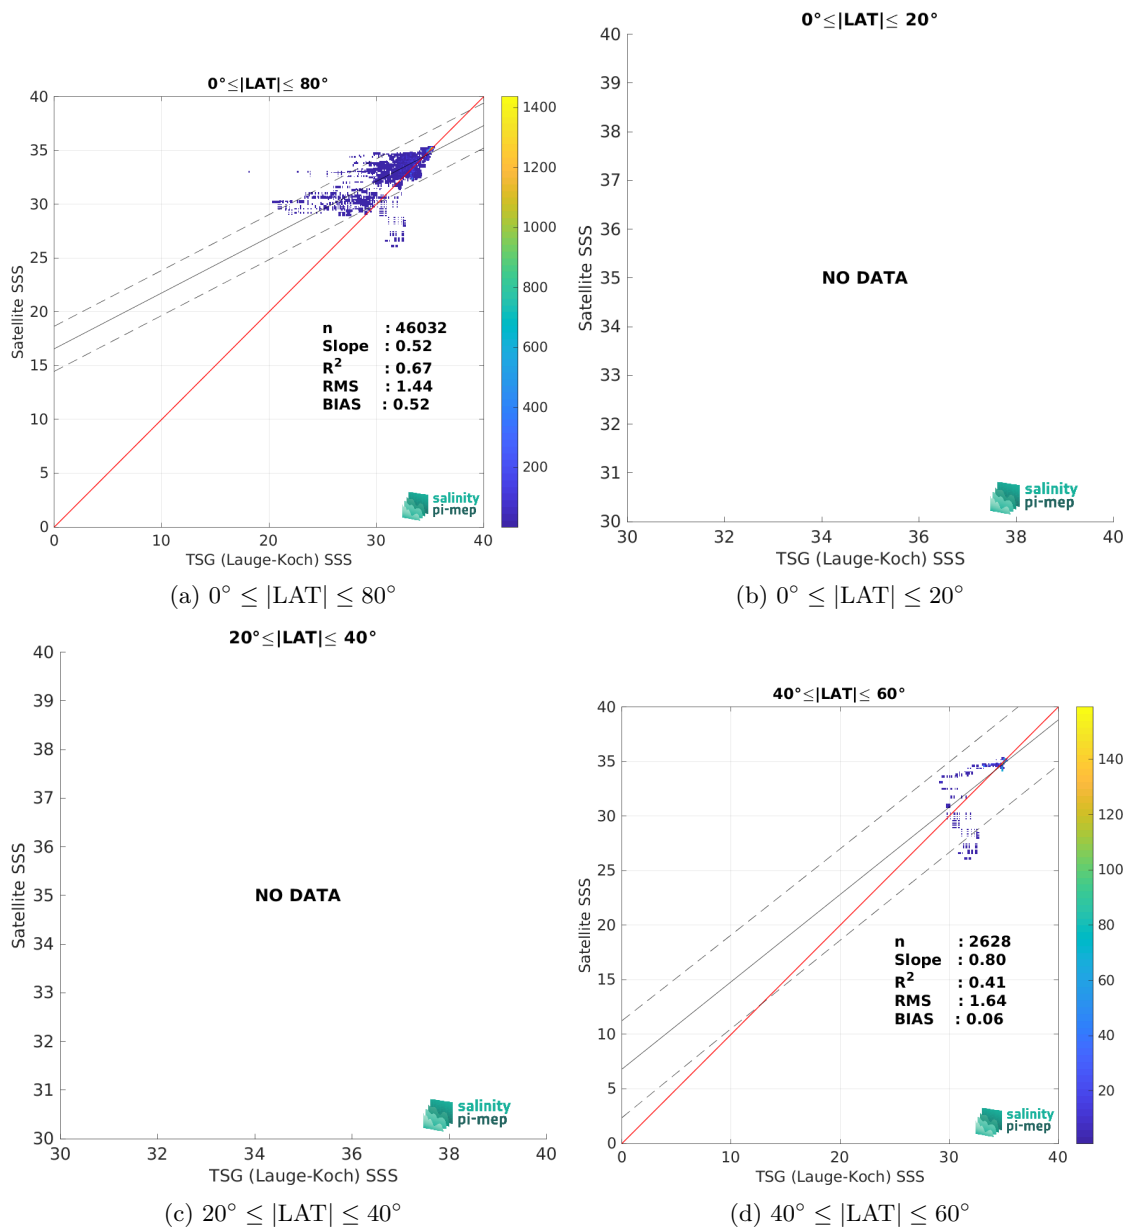 0°≤|LAT|≤ 80°
40
35
30
25
20
15
10
5
0
Satellite SSS
n : 46032
Slope : 0.52
R2 : 0.67
RMS : 1.44
BIAS : 0.52
salinity
pi-mep
0 10 20 30 40
TSG (Lauge-Koch) SSS
1400
1200
1000
800
600
400
200
(a) 0° ≤ |LAT| ≤ 80°
0°≤|LAT|≤ 20°
40
39
38
37
36
35
34
33
32
31
30
Satellite SSS
NO DATA
salinity
pi-mep
30 32 34 36 38 40
TSG (Lauge-Koch) SSS
(b) 0° ≤ |LAT| ≤ 20°
20°≤|LAT|≤ 40°
40
39
38
37
36
35
34
33
32
31
30
Satellite SSS
NO DATA
salinity
pi-mep
30 32 34 36 38 40
TSG (Lauge-Koch) SSS
(c) 20° ≤ |LAT| ≤ 40°
40°≤|LAT|≤ 60°
40
35
30
25
20
15
10
5
0
Satellite SSS
n : 2628
Slope : 0.80
R2 : 0.41
RMS : 1.64
BIAS : 0.06
salinity
pi-mep
0 10 20 30 40
TSG (Lauge-Koch) SSS
140
120
100
80
60
40
20
(d) 40° ≤ |LAT| ≤ 60°